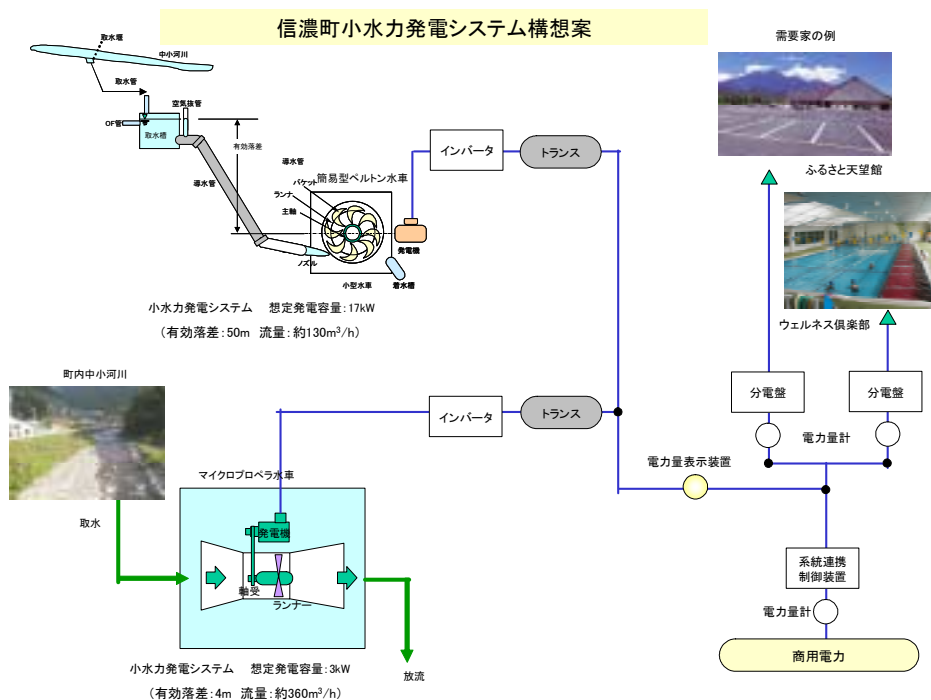 信濃町小水力発電システム構想案
取水堰
中小河川
取水管
空気抜管
OF管
取水槽
有効落差
導水管
導水管
簡易型ペルトン水車
バケット
ランナ
主軸
ノズル
発電機
着水槽
小型水車
小水力発電システム 想定発電容量:17kW
(有効落差:50m 流量:約130m³/h)
インバータ
トランス
需要家の例
ふるさと天望館
ウェルネス倶楽部
分電盤
分電盤
電力量計
電力量表示装置
系統連携
制御装置
電力量計
商用電力
町内中小河川
取水
マイクロプロペラ水車
発電機
軸受
ランナー
インバータ
トランス
放流
小水力発電システム 想定発電容量:3kW
(有効落差:4m 流量:約360m³/h)